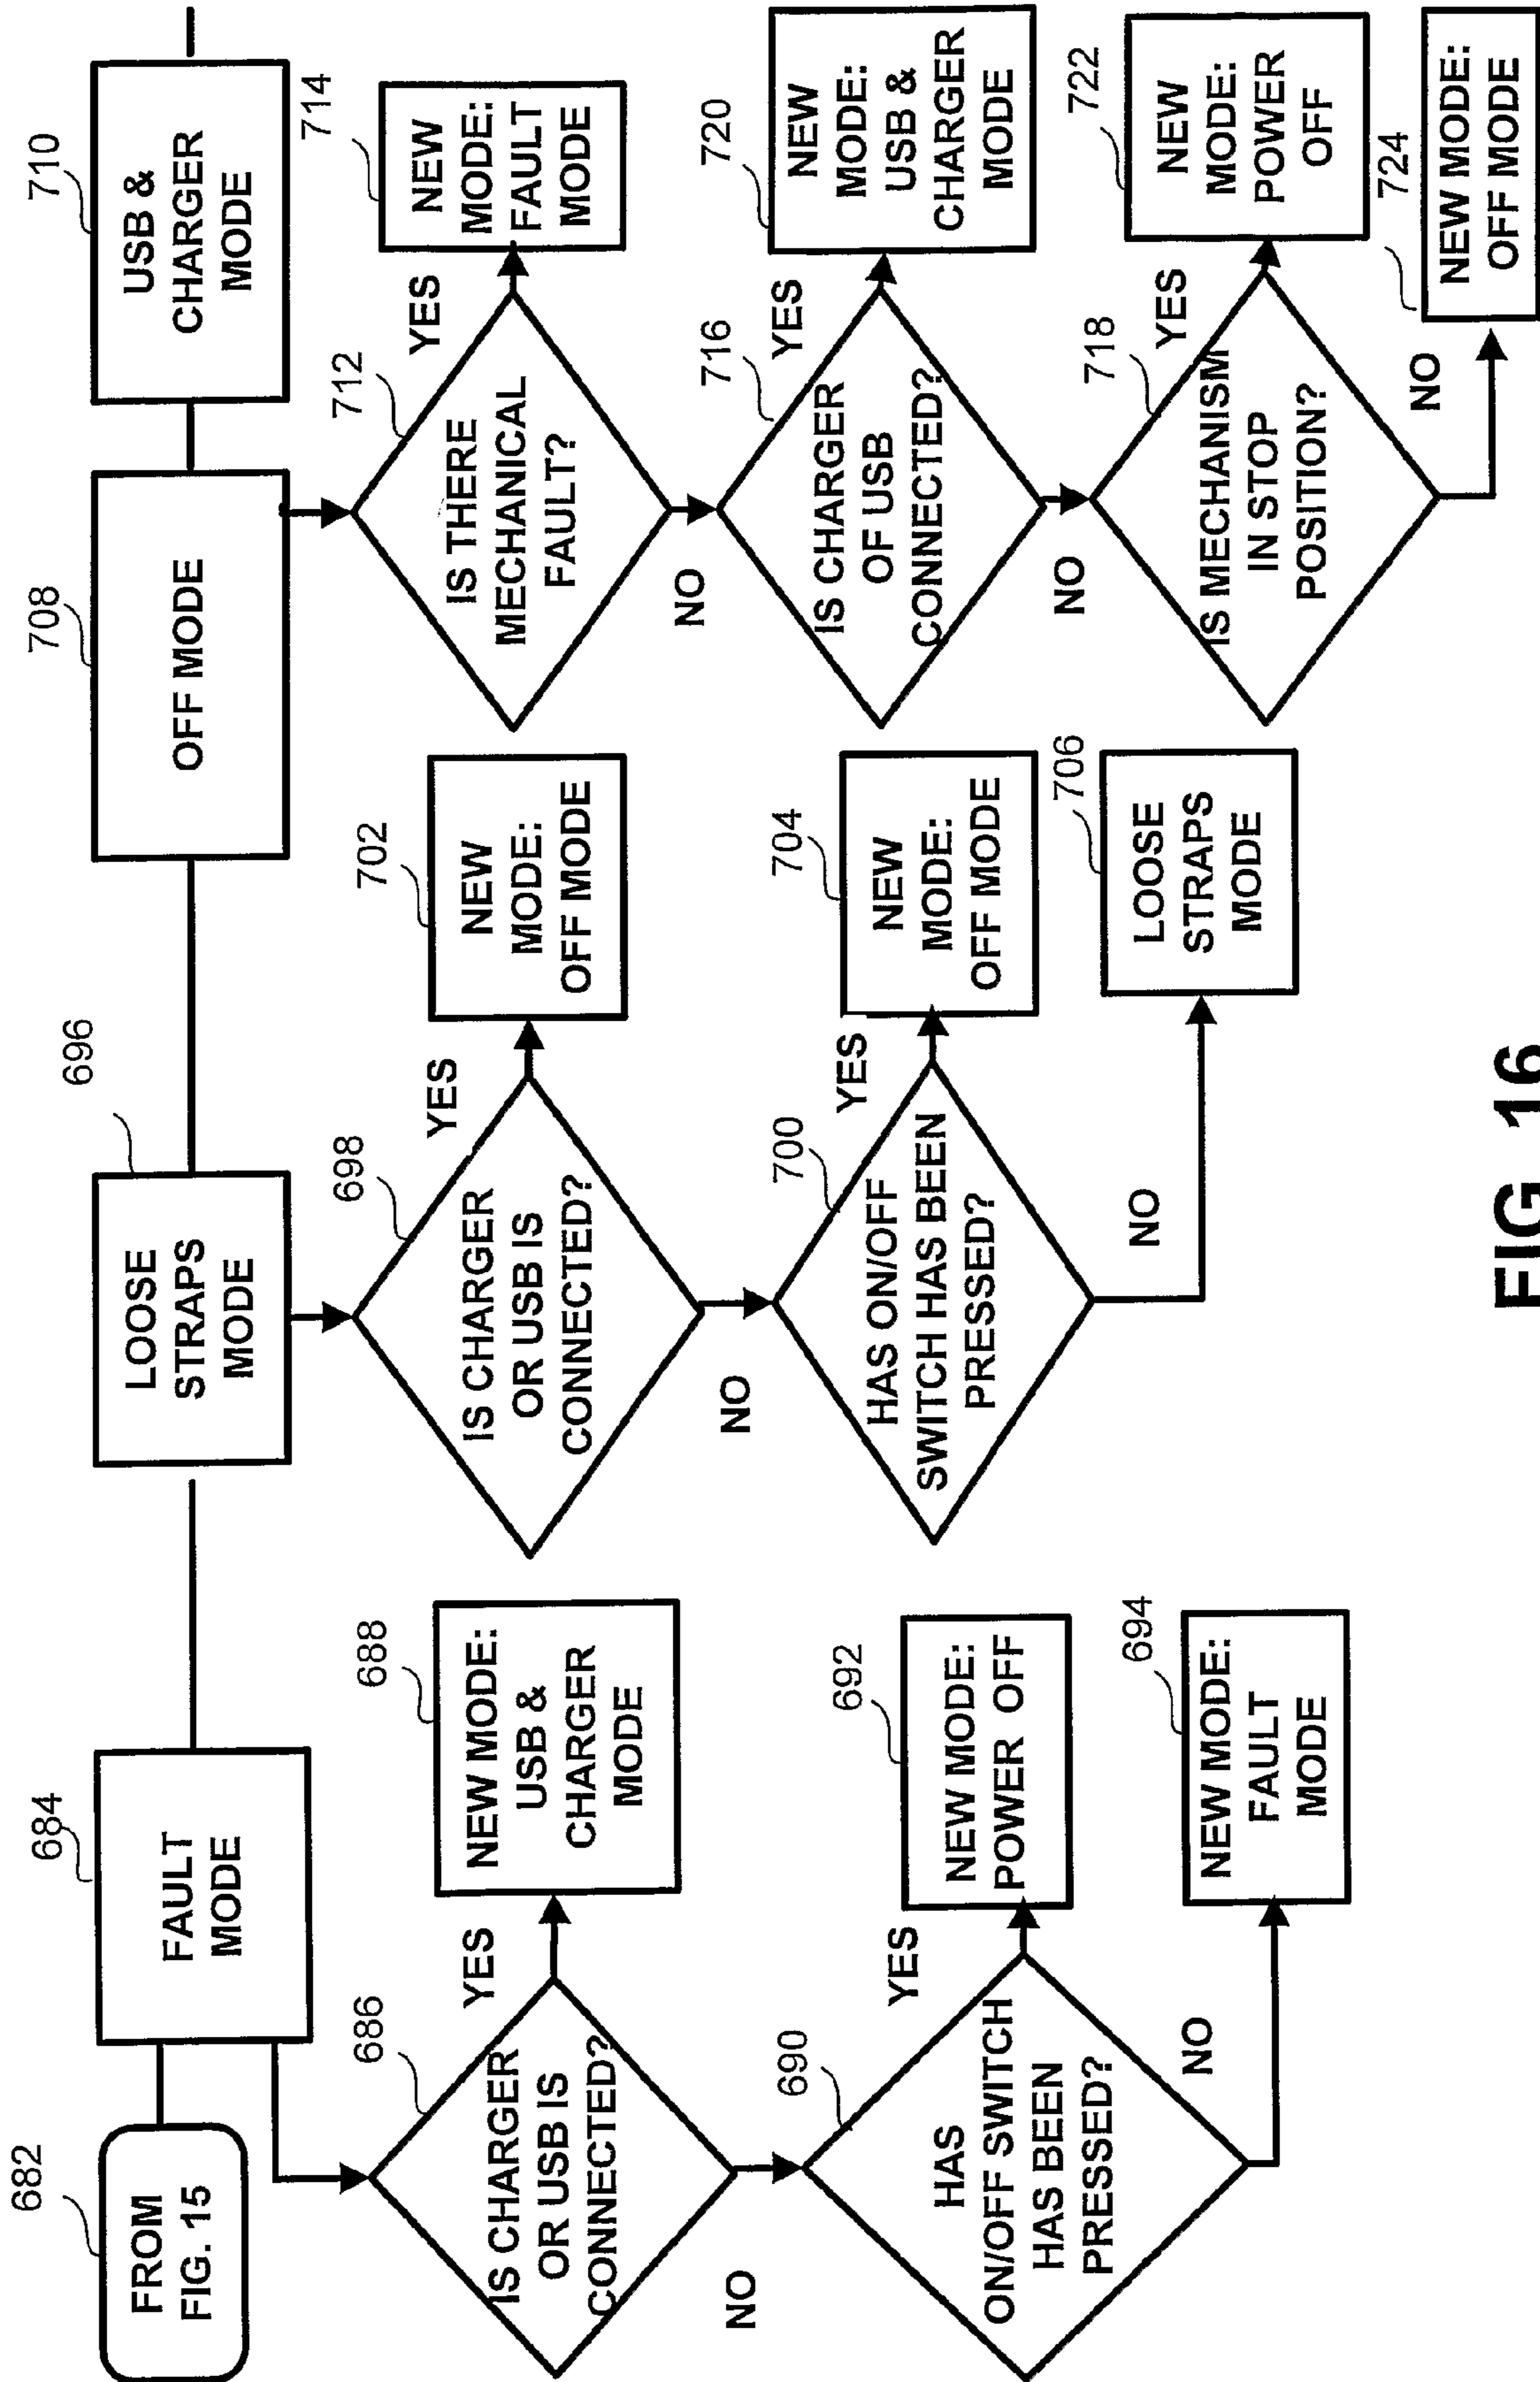 682
FROM
FIG. 15
684
FAULT
MODE
696
LOOSE
STRAPS
MODE
708
OFF MODE
710
USB &
CHARGER
MODE
686
IS CHARGER
OR USB IS
CONNECTED?
YES
688
NEW MODE:
USB &
CHARGER
MODE
NO
690
HAS
ON/OFF SWITCH
HAS BEEN
PRESSED?
YES
692
NEW MODE:
POWER OFF
NO
694
NEW MODE:
FAULT
MODE
698
IS CHARGER
OR USB IS
CONNECTED?
YES
702
NEW
MODE:
OFF MODE
NO
700
HAS ON/OFF
SWITCH HAS BEEN
PRESSED?
YES
704
NEW
MODE:
OFF MODE
NO
706
LOOSE
STRAPS
MODE
712
IS THERE
MECHANICAL
FAULT?
YES
714
NEW
MODE:
FAULT
MODE
NO
716
IS CHARGER
OF USB
CONNECTED?
YES
720
NEW
MODE:
USB &
CHARGER
MODE
NO
718
IS MECHANISM
IN STOP
POSITION?
YES
722
NEW
MODE:
POWER
OFF
NO
724
NEW MODE:
OFF MODE
FIG 16